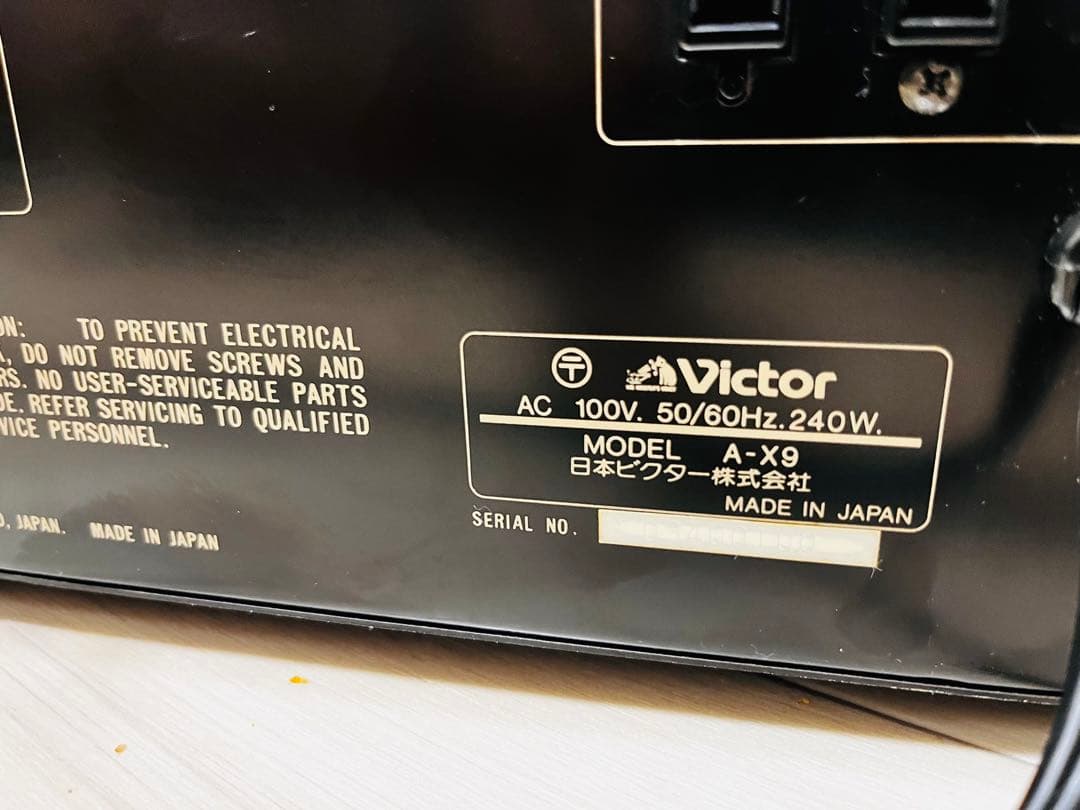 ON: TO PREVENT ELECTRICAL
, DO NOT REMOVE SCREWS AND
RS. NO USER-SERVICEABLE PARTS
DE. REFER SERVICING TO QUALIFIED
VICE PERSONNEL.
, JAPAN. MADE IN JAPAN
〒 Victor
AC 100V. 50/60Hz. 240W.
MODEL A-X9
日本ビクター株式会社
MADE IN JAPAN
SERIAL NO.